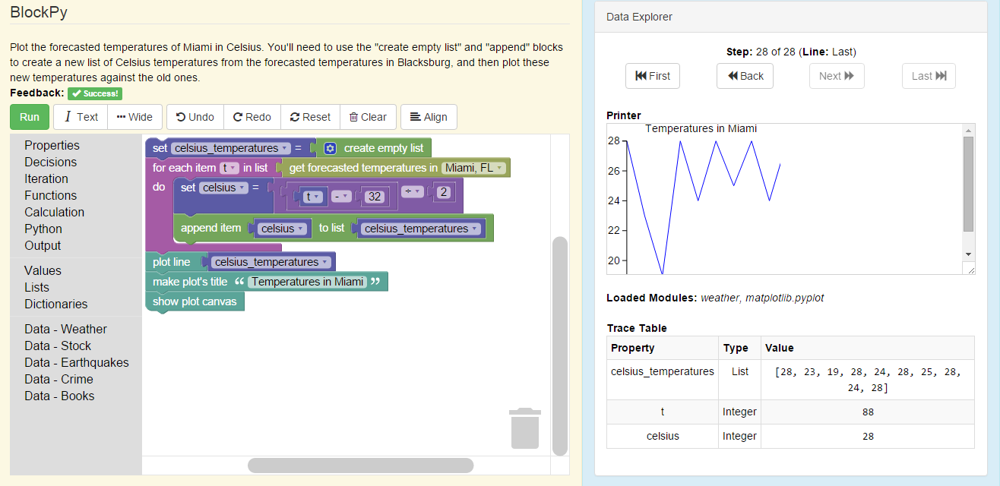 BlockPy
Plot the forecasted temperatures of Miami in Celsius. You'll need to use the "create empty list" and "append" blocks
to create a new list of Celsius temperatures from the forecasted temperatures in Blacksburg, and then plot these
new temperatures against the old ones.
Feedback: Success!
Run I Text Wide Undo Redo Reset Clear Align
Properties
Decisions
Iteration
Functions
Calculation
Python
Output
Values
Lists
Dictionaries
Data - Weather
Data - Stock
Data - Earthquakes
Data - Crime
Data - Books
set celsius_temperatures = create empty list
for each item t in list get forecasted temperatures in Miami, FL
do set celsius = t - 32 ÷ 2
append item celsius to list celsius_temperatures
plot line celsius_temperatures
make plot's title “ Temperatures in Miami ”
show plot canvas
Data Explorer
Step: 28 of 28 (Line: Last)
First Back Next Last
Printer
Temperatures in Miami
28
26
24
22
20
Loaded Modules: weather, matplotlib.pyplot
Trace Table
Property Type Value
celsius_temperatures List [28, 23, 19, 28, 24, 28, 25, 28,
24, 28]
t Integer 88
celsius Integer 28